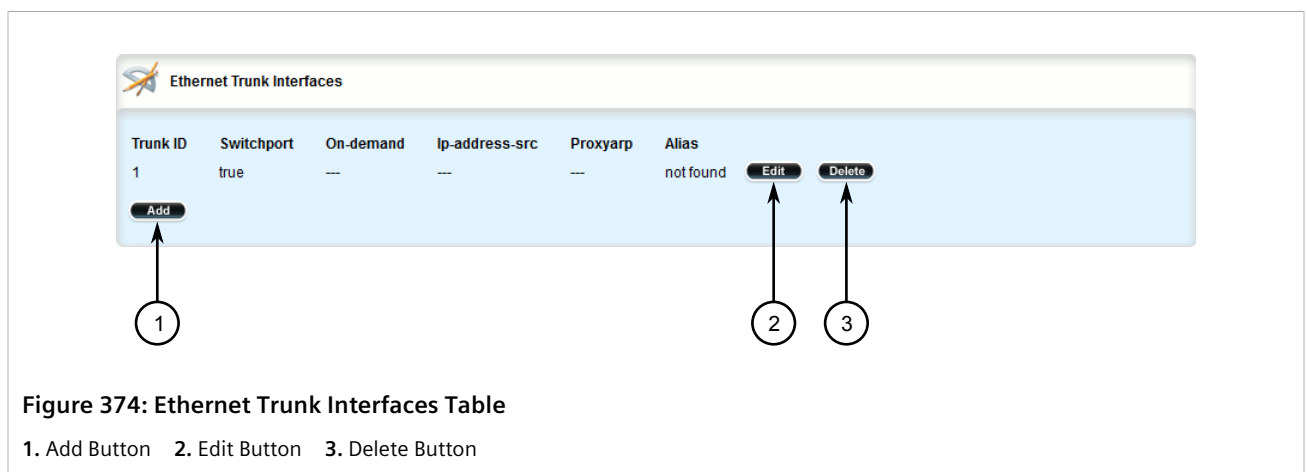 Ethernet Trunk Interfaces
Trunk ID Switchport On-demand Ip-address-src Proxyarp Alias
1 true --- --- --- not found Edit Delete
Add
1 2 3
Figure 374: Ethernet Trunk Interfaces Table
1. Add Button 2. Edit Button 3. Delete Button